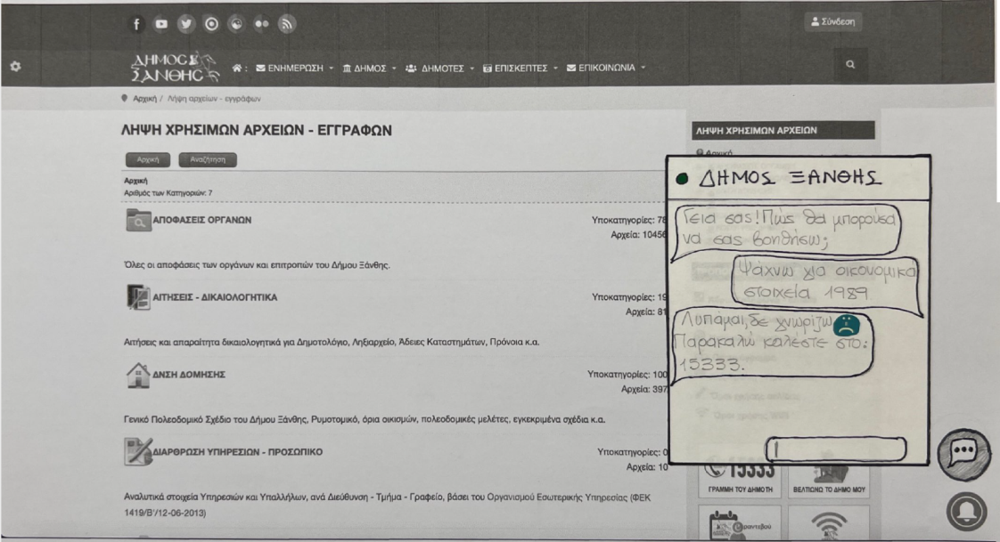 Σύνδεση
ΔΗΜΟΣ
ΞΑΝΘΗΣ
ΕΝΗΜΕΡΩΣΗ
ΔΗΜΟΣ
ΔΗΜΟΤΕΣ
ΕΠΙΣΚΕΠΤΕΣ
ΕΠΙΚΟΙΝΩΝΙΑ
Αρχική / Λήψη αρχείων - εγγράφων
ΛΗΨΗ ΧΡΗΣΙΜΩΝ ΑΡΧΕΙΩΝ - ΕΓΓΡΑΦΩΝ
Αρχική
Αναζήτηση
Αρχική
Αριθμός των Κατηγοριών: 7
ΑΠΟΦΑΣΕΙΣ ΟΡΓΑΝΩΝ
Υποκατηγορίες: 78
Αρχεία: 10456
Όλες οι αποφάσεις των οργάνων και επιτροπών του Δήμου Ξάνθης.
ΑΙΤΗΣΕΙΣ - ΔΙΚΑΙΟΛΟΓΗΤΙΚΑ
Υποκατηγορίες: 19
Αρχεία: 81
Αιτήσεις και απαραίτητα δικαιολογητικά για Δημοτολόγιο, Ληξιαρχείο, Άδειες Καταστημάτων, Πρόνοια κ.α.
ΔΝΣΗ ΔΟΜΗΣΗΣ
Υποκατηγορίες: 100
Αρχεία: 397
Γενικό Πολεοδομικό Σχέδιο του Δήμου Ξάνθης, Ρυμοτομικό, όρια οικισμών, πολεοδομικές μελέτες, εγκεκριμένα σχέδια κ.α.
ΔΙΑΡΘΡΩΣΗ ΥΠΗΡΕΣΙΩΝ - ΠΡΟΣΩΠΙΚΟ
Υποκατηγορίες: 0
Αρχεία: 10
Αναλυτικά στοιχεία Υπηρεσιών και Υπαλλήλων, ανά Διεύθυνση - Τμήμα - Γραφείο, βάσει του Οργανισμού Εσωτερικής Υπηρεσίας (ΦΕΚ
1419/Β'/12-06-2013)
ΛΗΨΗ ΧΡΗΣΙΜΩΝ ΑΡΧΕΙΩΝ
Αρχική
ΔΗΜΟΣ ΞΑΝΘΗΣ
Γεια σας! Πώς θα μπορούσα
να σας βοηθήσω;
Ψάχνω για οικονομικά
στοιχεία 1989
Λυπάμαι, δε γνωρίζω
Παρακαλώ καλέστε στο:
15333.
15333
ΓΡΑΜΜΗ ΤΟΥ ΔΗΜΟΤΗ
ΒΕΛΤΙΩΝΩ ΤΟ ΔΗΜΟ ΜΟΥ